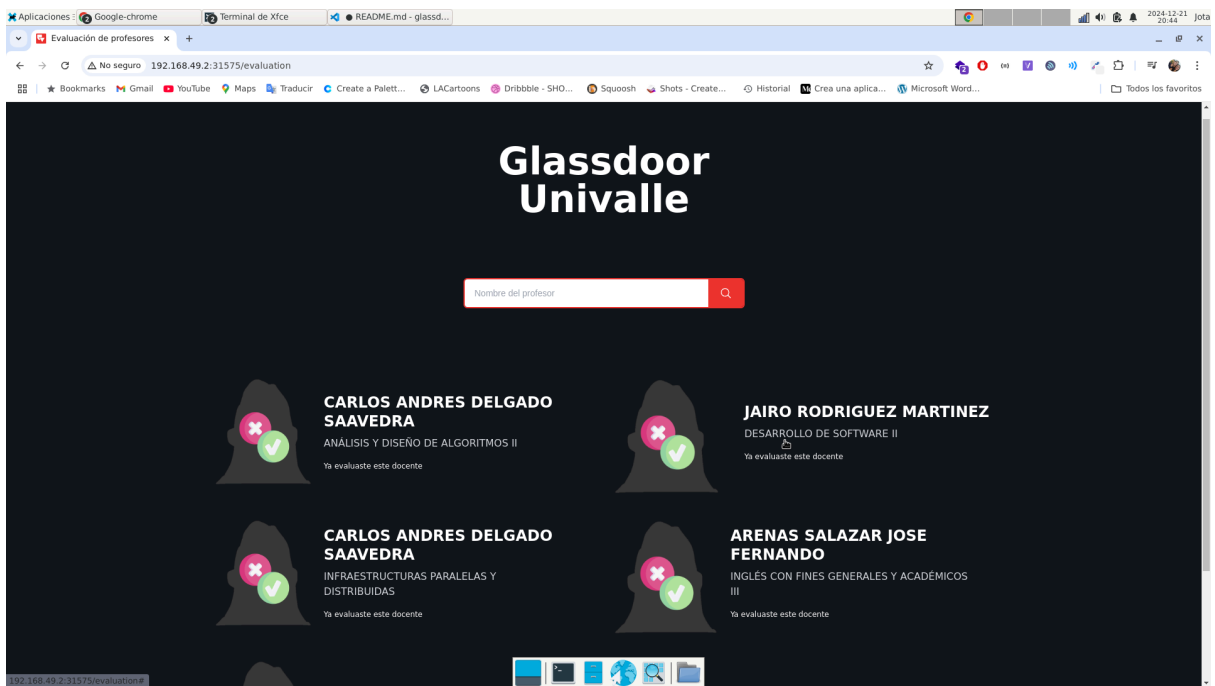 Aplicaciones
Google-chrome
Terminal de Xfce
README.md - glassd...
2024-12-21
20:44
Jota
Evaluación de profesores
No seguro
192.168.49.2:31575/evaluation
Bookmarks
Gmail
YouTube
Maps
Traducir
Create a Palett...
LACartoons
Dribbble - SHO...
Squoosh
Shots - Create...
Historial
Crea una aplica...
Microsoft Word...
Todos los favoritos
Glassdoor
Univalle
Nombre del profesor
CARLOS ANDRES DELGADO
SAAVEDRA
ANÁLISIS Y DISEÑO DE ALGORITMOS II
Ya evaluaste este docente
JAIRO RODRIGUEZ MARTINEZ
DESARROLLO DE SOFTWARE II
Ya evaluaste este docente
CARLOS ANDRES DELGADO
SAAVEDRA
INFRAESTRUCTURAS PARALELAS Y
DISTRIBUIDAS
Ya evaluaste este docente
ARENAS SALAZAR JOSE
FERNANDO
INGLÉS CON FINES GENERALES Y ACADÉMICOS
III
Ya evaluaste este docente
192.168.49.2:31575/evaluation#